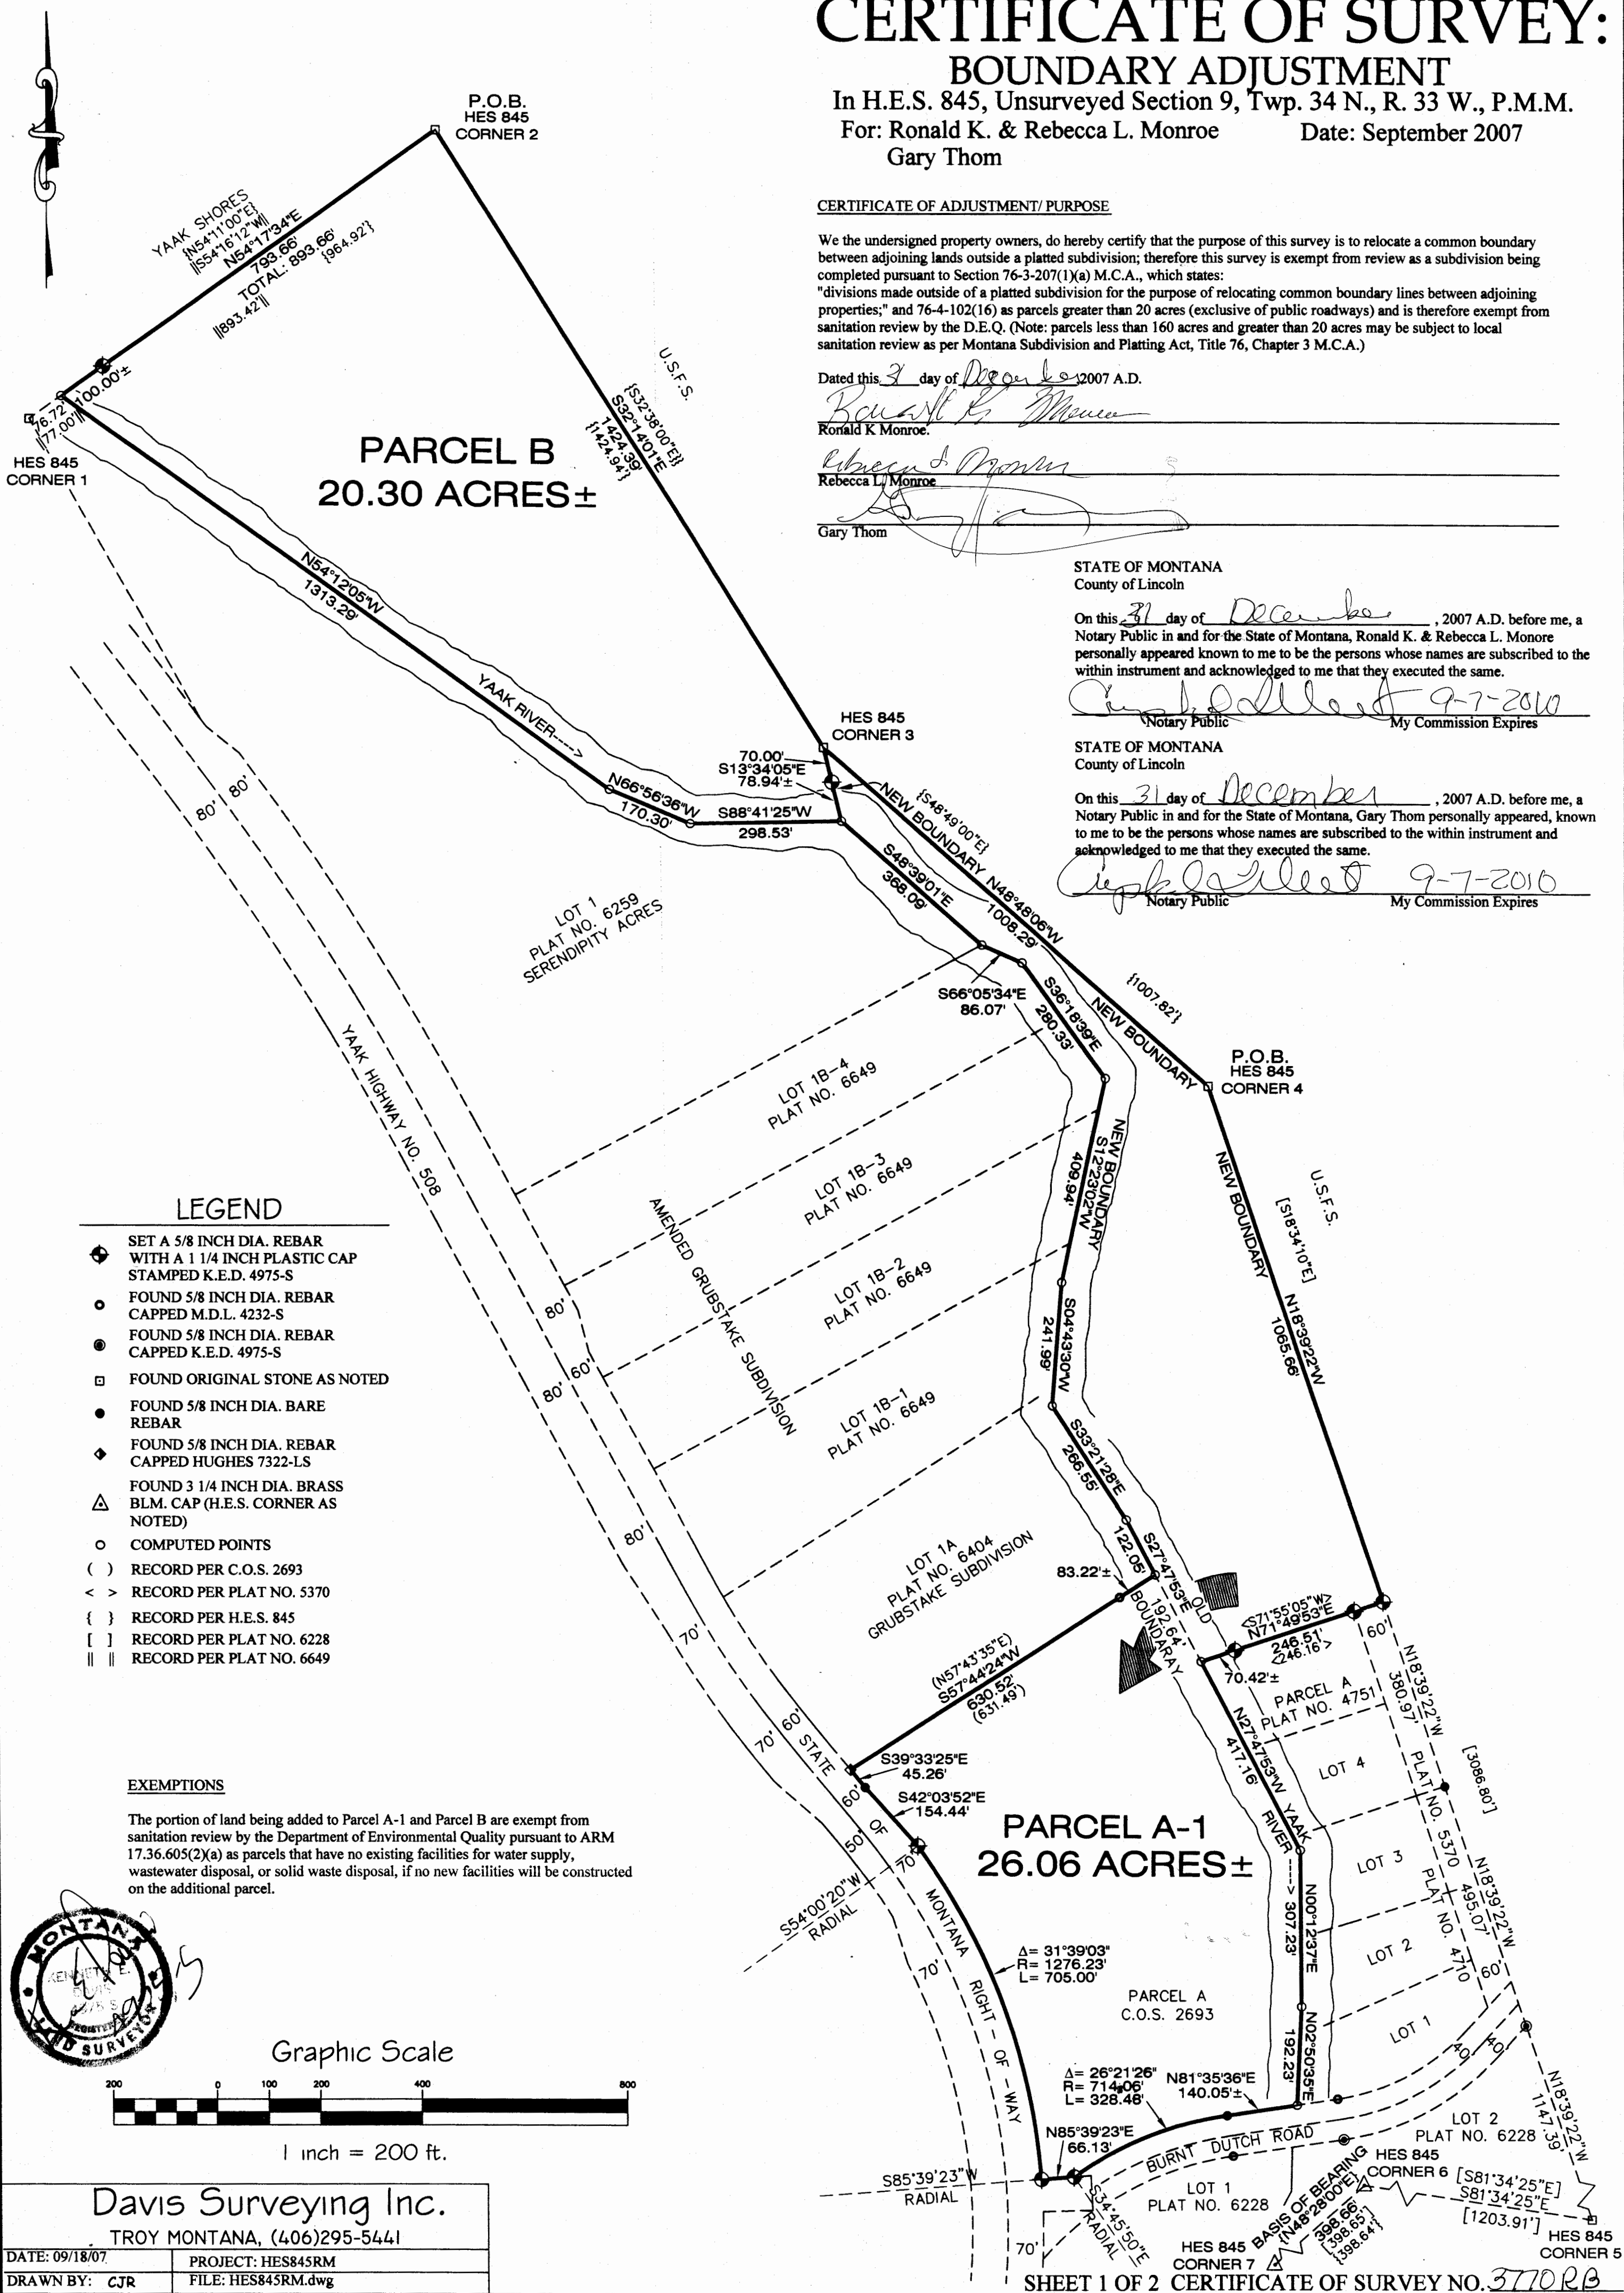 CERTIFICATE OF SURVEY:
BOUNDARY ADJUSTMENT
In H.E.S. 845, Unsurveyed Section 9, Twp. 34 N., R. 33 W., P.M.M.
For: Ronald K. & Rebecca L. Monroe Date: September 2007
Gary Thom
CERTIFICATE OF ADJUSTMENT/ PURPOSE
We the undersigned property owners, do hereby certify that the purpose of this survey is to relocate a common boundary
between adjoining lands outside a platted subdivision; therefore this survey is exempt from review as a subdivision being
completed pursuant to Section 76-3-207(1)(a) M.C.A., which states:
"divisions made outside of a platted subdivision for the purpose of relocating common boundary lines between adjoining
properties;" and 76-4-102(16) as parcels greater than 20 acres (exclusive of public roadways) and is therefore exempt from
sanitation review by the D.E.Q. (Note: parcels less than 160 acres and greater than 20 acres may be subject to local
sanitation review as per Montana Subdivision and Platting Act, Title 76, Chapter 3 M.C.A.)
Dated this 31 day of December 2007 A.D.
Ronald K Monroe
Ronald K Monroe.
Rebecca L Monroe
Rebecca L. Monroe
Gary Thom
STATE OF MONTANA
County of Lincoln
On this 31 day of December , 2007 A.D. before me, a
Notary Public in and for the State of Montana, Ronald K. & Rebecca L. Monore
personally appeared known to me to be the persons whose names are subscribed to the
within instrument and acknowledged to me that they executed the same.
9-7-2010
Notary Public My Commission Expires
STATE OF MONTANA
County of Lincoln
On this 31 day of December , 2007 A.D. before me, a
Notary Public in and for the State of Montana, Gary Thom personally appeared, known
to me to be the persons whose names are subscribed to the within instrument and
acknowledged to me that they executed the same.
9-7-2010
Notary Public My Commission Expires
P.O.B.
HES 845
CORNER 2
YAAK SHORES
{N54°11'00"E}
||S54°16'12"W||
N54°17'34"E
793.66'
TOTAL: 893.66'
{964.92'}
||893.42'||
100.00'±
76.72'
||77.00'||
HES 845
CORNER 1
PARCEL B
20.30 ACRES±
U.S.F.S.
{S32°38'00"E}
S32°14'01"E
1424.39'
{1424.94'}
N54°12'05"W
1313.29'
YAAK RIVER---->
HES 845
CORNER 3
70.00'
S13°34'05"E
78.94'±
N66°56'36"W
170.30'
S88°41'25"W
298.53'
{S48°49'00"E}
NEW BOUNDARY N48°48'06"W
1008.29'
NEW BOUNDARY
{1007.82'}
S48°39'01"E
368.09'
S66°05'34"E
86.07'
S36°18'39"E
280.33'
P.O.B.
HES 845
CORNER 4
80' 80'
LOT 1
PLAT NO. 6259
SERENDIPITY ACRES
YAAK HIGHWAY NO. 508
LOT 1B-4
PLAT NO. 6649
LOT 1B-3
PLAT NO. 6649
LOT 1B-2
PLAT NO. 6649
LOT 1B-1
PLAT NO. 6649
AMENDED GRUBSTAKE SUBDIVISION
NEW BOUNDARY
S12°23'02"W
409.94'
S04°43'30"W
241.99'
NEW BOUNDARY
U.S.F.S.
[S18°34'10"E]
N18°39'22"W
1065.66'
80'
80' 60'
80'
S33°21'28"E
266.55'
S27°47'53"E
122.05'
83.22'±
OLD
BOUNDARAY
192.64'
LOT 1A
PLAT NO. 6404
GRUBSTAKE SUBDIVISION
(N57°43'35"E)
S57°44'24"W
630.52'
(631.49')
<S71°55'05"W>
N71°49'53"E
246.51'
<246.16'>
70.42'±
60'
N18°39'22"W
380.97'
PARCEL A
PLAT NO. 4751
[3086.80']
LOT 4
LOT 3
LOT 2
LOT 1
PLAT NO. 5370
PLAT NO. 4710
N18°39'22"W
495.07'
60'
N27°47'53"W
417.16'
YAAK
RIVER ---->
N00°12'37"E
307.23'
N02°50'35"E
192.23'
70'
70' 60'
STATE OF MONTANA RIGHT - OF - WAY
60'
50'
70'
70'
S39°33'25"E
45.26'
S42°03'52"E
154.44'
PARCEL A-1
26.06 ACRES±
S54°00'20"W
RADIAL
Δ= 31°39'03"
R= 1276.23'
L= 705.00'
PARCEL A
C.O.S. 2693
Δ= 26°21'26"
R= 714.06'
L= 328.46'
N81°35'36"E
140.05'±
N85°39'23"E
66.13'
BURNT DUTCH ROAD
40' 40'
S85°39'23"W
RADIAL
S34°45'50"E
RADIAL
70'
LOT 1
PLAT NO. 6228
LOT 2
PLAT NO. 6228
N18°39'22"W
1147.39'
HES 845
CORNER 6
[S81°34'25"E]
S81°34'25"E
[1203.91']
HES 845
CORNER 5
BASIS OF BEARING
{N48°28'00"E}
398.66'
[398.65']
{398.64'}
HES 845
CORNER 7
LEGEND
SET A 5/8 INCH DIA. REBAR
WITH A 1 1/4 INCH PLASTIC CAP
STAMPED K.E.D. 4975-S
FOUND 5/8 INCH DIA. REBAR
CAPPED M.D.L. 4232-S
FOUND 5/8 INCH DIA. REBAR
CAPPED K.E.D. 4975-S
FOUND ORIGINAL STONE AS NOTED
FOUND 5/8 INCH DIA. BARE
REBAR
FOUND 5/8 INCH DIA. REBAR
CAPPED HUGHES 7322-LS
FOUND 3 1/4 INCH DIA. BRASS
BLM. CAP (H.E.S. CORNER AS
NOTED)
COMPUTED POINTS
( ) RECORD PER C.O.S. 2693
< > RECORD PER PLAT NO. 5370
{ } RECORD PER H.E.S. 845
[ ] RECORD PER PLAT NO. 6228
|| || RECORD PER PLAT NO. 6649
EXEMPTIONS
The portion of land being added to Parcel A-1 and Parcel B are exempt from
sanitation review by the Department of Environmental Quality pursuant to ARM
17.36.605(2)(a) as parcels that have no existing facilities for water supply,
wastewater disposal, or solid waste disposal, if no new facilities will be constructed
on the additional parcel.
MONTANA
KENNETH E.
DAVIS
REGISTERED
LAND SURVEYOR
Graphic Scale
200 0 100 200 400 800
1 inch = 200 ft.
Davis Surveying Inc.
TROY MONTANA, (406)295-5441
DATE: 09/18/07 PROJECT: HES845RM
DRAWN BY: CJR FILE: HES845RM.dwg
SHEET 1 OF 2 CERTIFICATE OF SURVEY NO. 3770RB